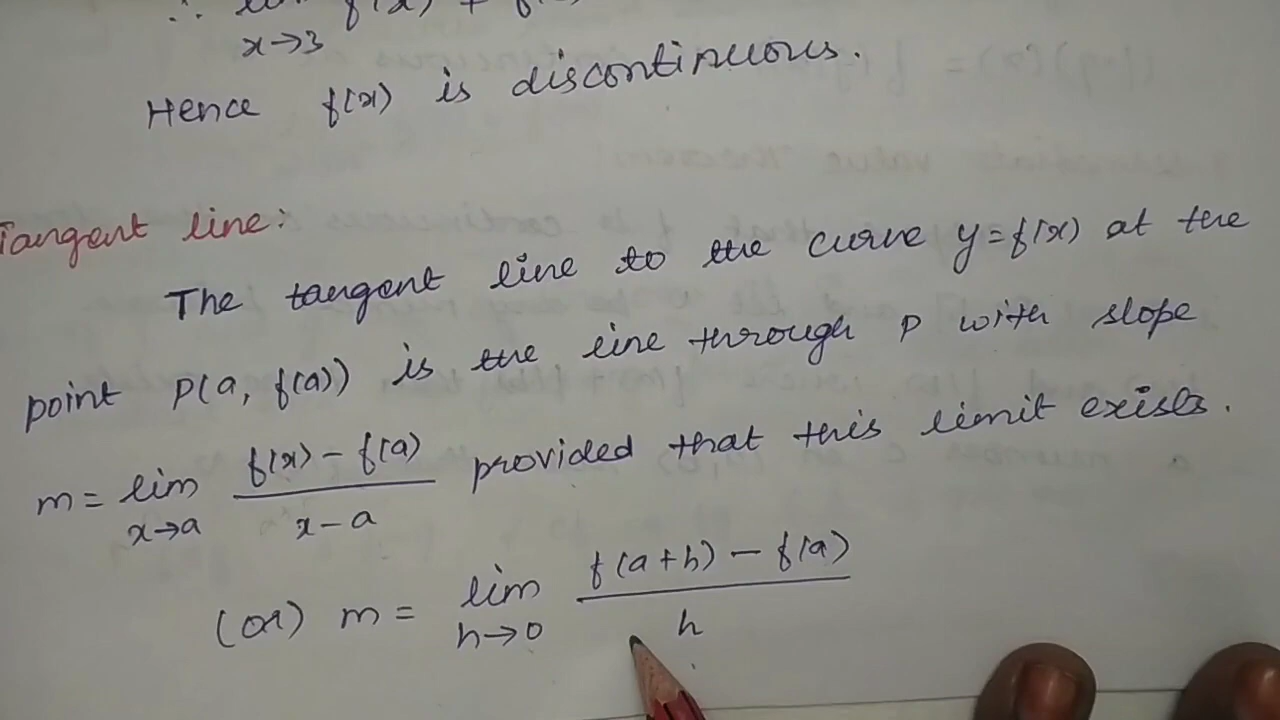 ∴ lim f(x) ≠ f(
x→3
Hence f(x) is discontinuous.
Tangent line:
The tangent line to the curve y=f(x) at the
point P(a, f(a)) is the line through P with slope
m = lim f(x) - f(a) / x - a provided that this limit exists.
x→a
(or) m = lim f(a+h) - f(a) / h
h→0